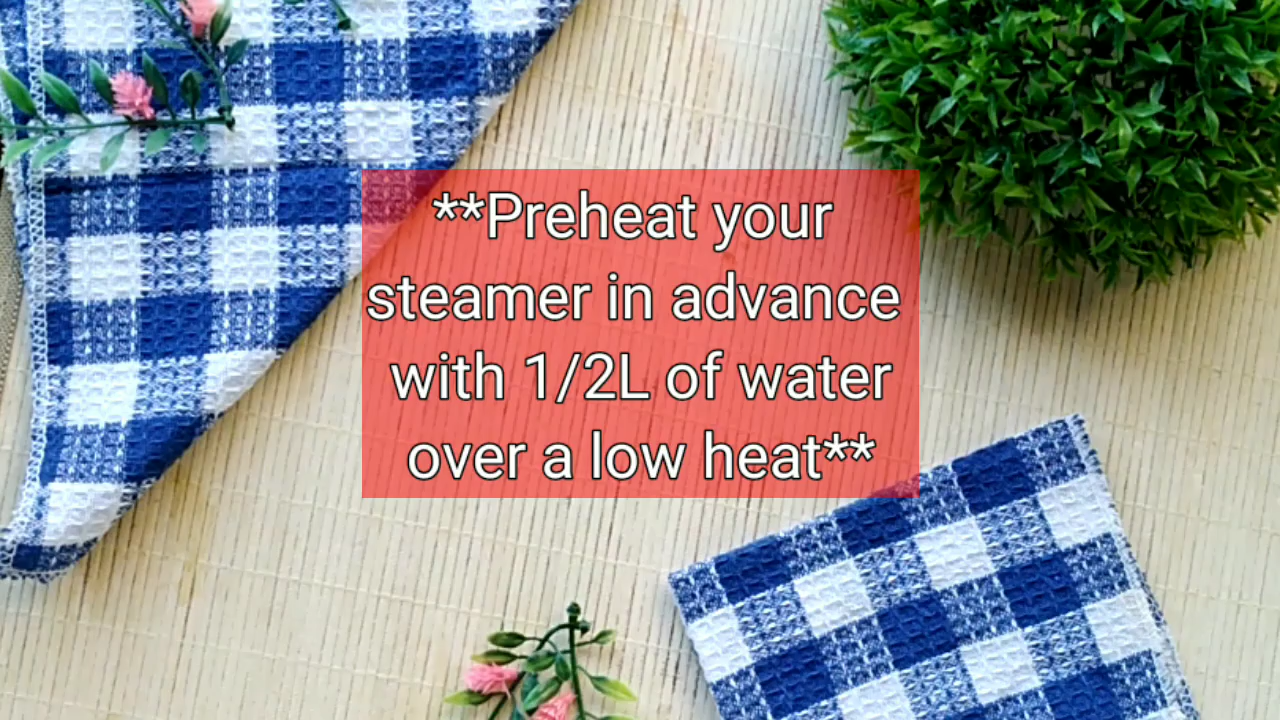 **Preheat your
steamer in advance
with 1/2L of water
over a low heat**